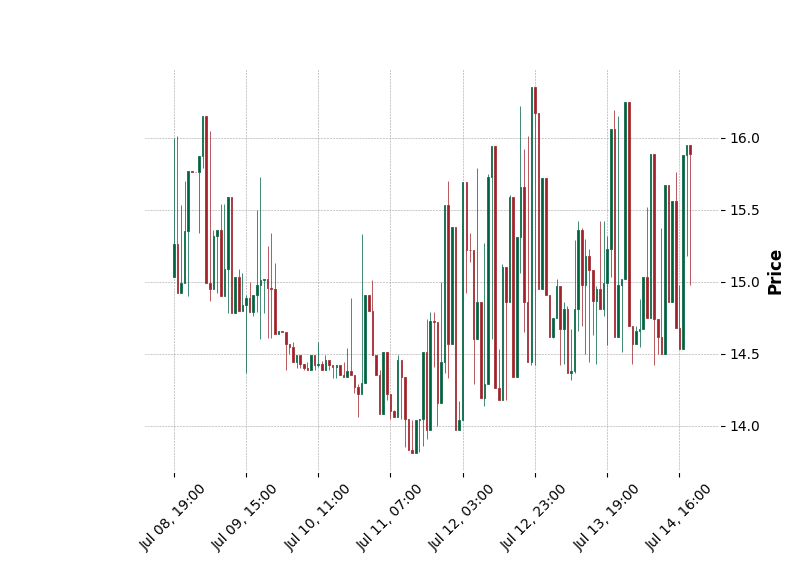 16.0
15.5
15.0
14.5
14.0
Price
Jul 08, 19:00
Jul 09, 15:00
Jul 10, 11:00
Jul 11, 07:00
Jul 12, 03:00
Jul 12, 23:00
Jul 13, 19:00
Jul 14, 16:00